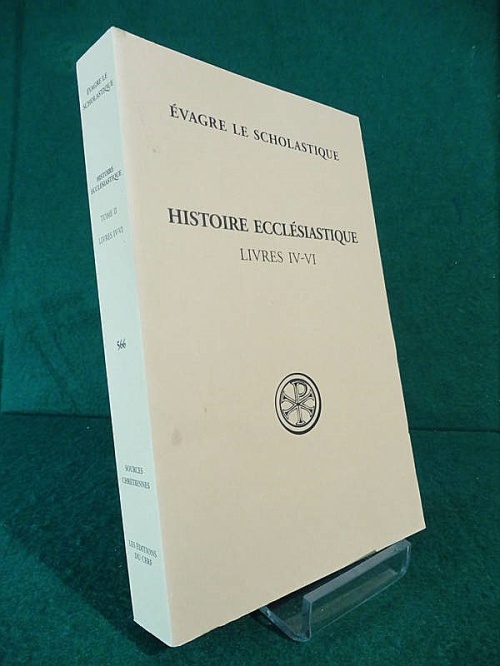 ÉVAGRE LE SCHOLASTIQUE
HISTOIRE ECCLÉSIASTIQUE
LIVRES IV-VI
ÉVAGRE LE
SCHOLASTIQUE
HISTOIRE
ECCLÉSIASTIQUE
TOME II
LIVRES IV-VI
566
SOURCES
CHRÉTIENNES
LES ÉDITIONS
DU CERF